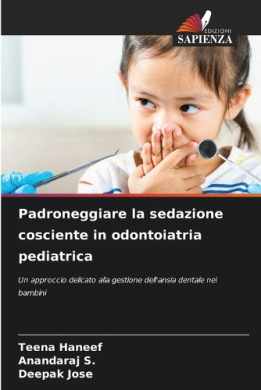 EDIZIONI
SAPIENZA
Padroneggiare la sedazione
cosciente in odontoiatria
pediatrica
Un approccio delicato alla gestione dell'ansia dentale nei
bambini
Teena Haneef
Anandaraj S.
Deepak Jose